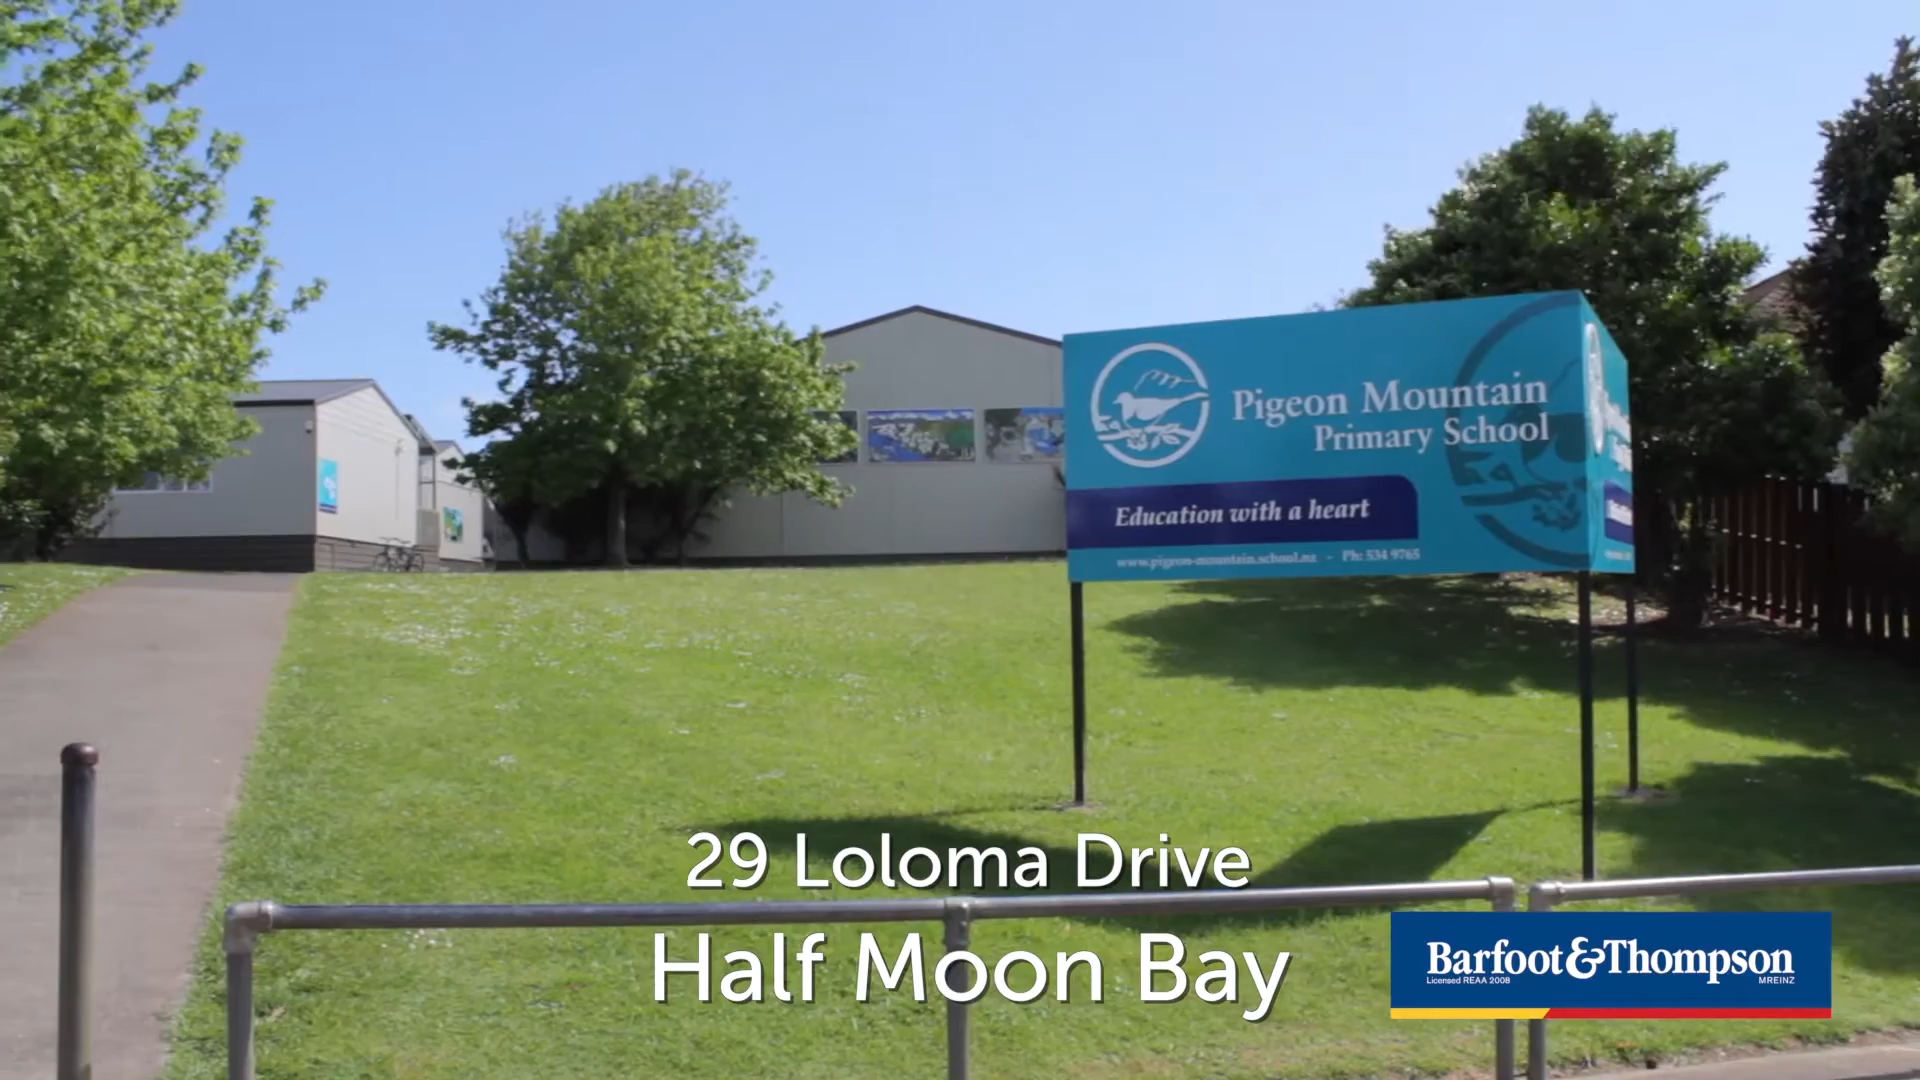 Pigeon Mountain
Primary School
Education with a heart
www.pigeon-mountain.school.nz - Ph: 534 9765
29 Loloma Drive
Half Moon Bay
Barfoot&Thompson
Licensed REAA 2008 MREINZ